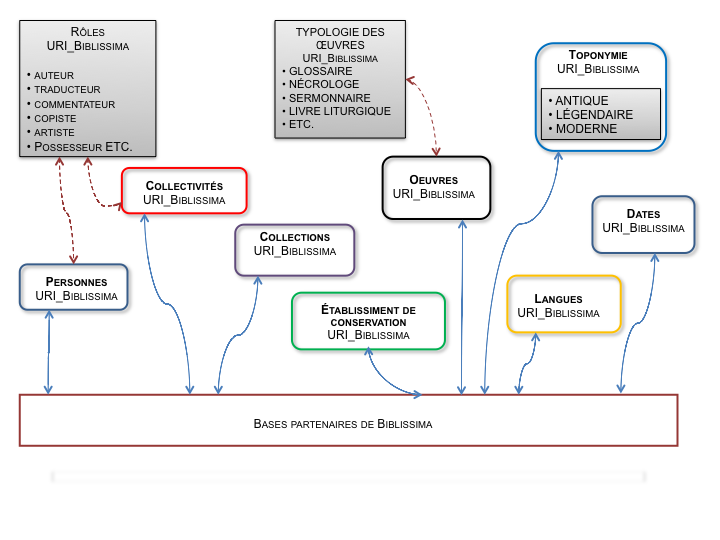 RÔLES
URI_BIBLISSIMA
• AUTEUR
• TRADUCTEUR
• COMMENTATEUR
• COPISTE
• ARTISTE
• POSSESSEUR ETC.
TYPOLOGIE DES
ŒUVRES
URI_BIBLISSIMA
• GLOSSAIRE
• NÉCROLOGE
• SERMONNAIRE
• LIVRE LITURGIQUE
• ETC.
TOPONYMIE
URI_BIBLISSIMA
• ANTIQUE
• LÉGENDAIRE
• MODERNE
COLLECTIVITÉS
URI_BIBLISSIMA
OEUVRES
URI_BIBLISSIMA
DATES
URI_BIBLISSIMA
COLLECTIONS
URI_BIBLISSIMA
PERSONNES
URI_BIBLISSIMA
ÉTABLISSIMENT DE
CONSERVATION
URI_BIBLISSIMA
LANGUES
URI_BIBLISSIMA
BASES PARTENAIRES DE BIBLISSIMA